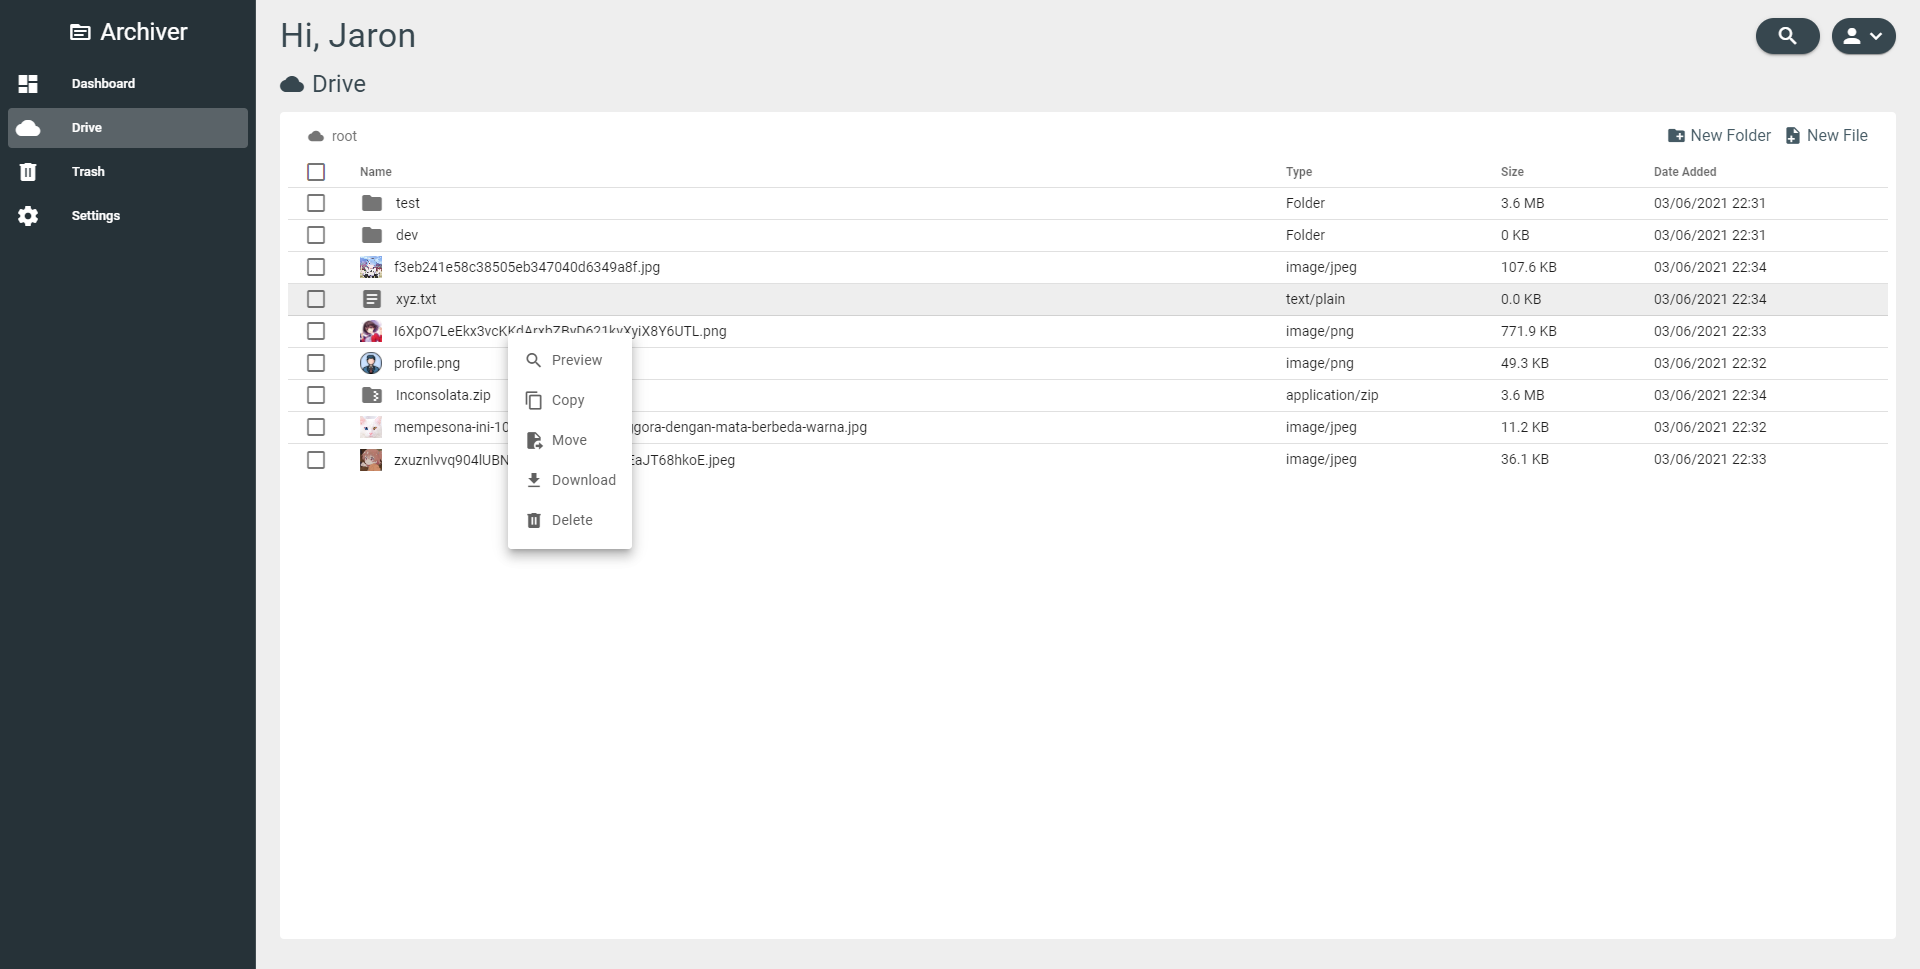 Archiver
Hi, Jaron
Dashboard
Drive
Drive
Trash
Settings
root
New Folder New File
Name Type Size Date Added
test Folder 3.6 MB 03/06/2021 22:31
dev Folder 0 KB 03/06/2021 22:31
f3eb241e58c38505eb347040d6349a8f.jpg image/jpeg 107.6 KB 03/06/2021 22:34
xyz.txt text/plain 0.0 KB 03/06/2021 22:34
image/png 771.9 KB 03/06/2021 22:33
profile.png image/png 49.3 KB 03/06/2021 22:32
Inconsolata.zip application/zip 3.6 MB 03/06/2021 22:34
mempesona-ini-10 gora-dengan-mata-berbeda-warna.jpg image/jpeg 11.2 KB 03/06/2021 22:32
aJT68hkoE.jpeg image/jpeg 36.1 KB 03/06/2021 22:33
Preview
Copy
Move
Download
Delete